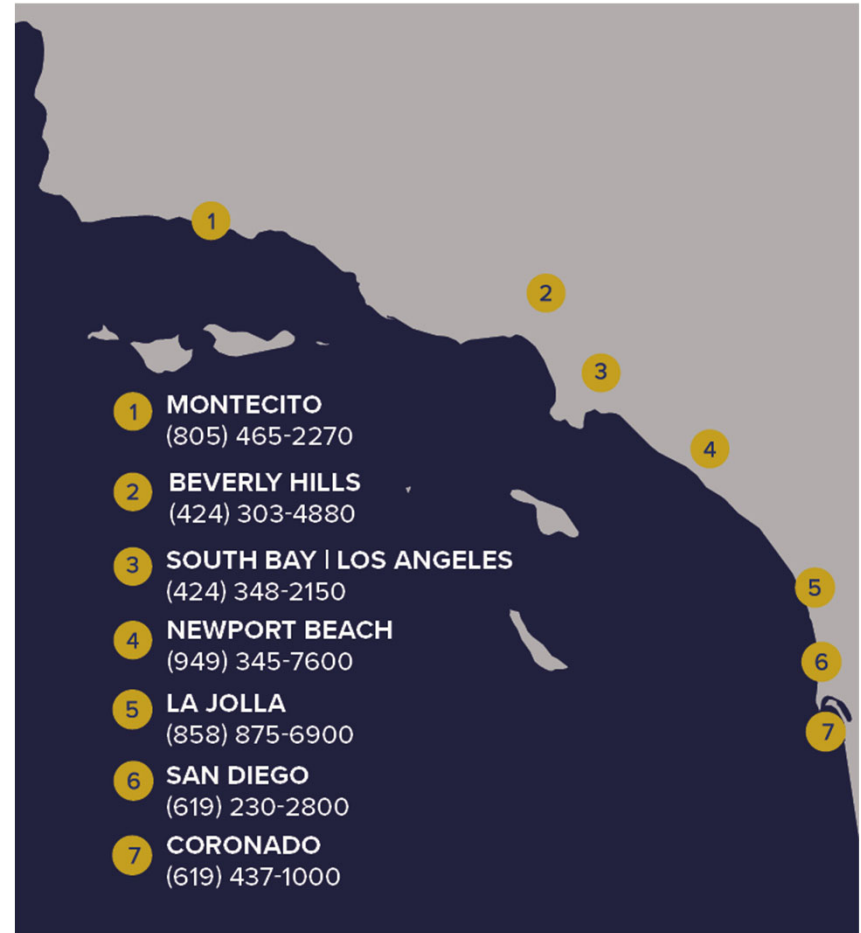 1
2
3
4
5
6
7
1 MONTECITO
(805) 465-2270
2 BEVERLY HILLS
(424) 303-4880
3 SOUTH BAY | LOS ANGELES
(424) 348-2150
4 NEWPORT BEACH
(949) 345-7600
5 LA JOLLA
(858) 875-6900
6 SAN DIEGO
(619) 230-2800
7 CORONADO
(619) 437-1000